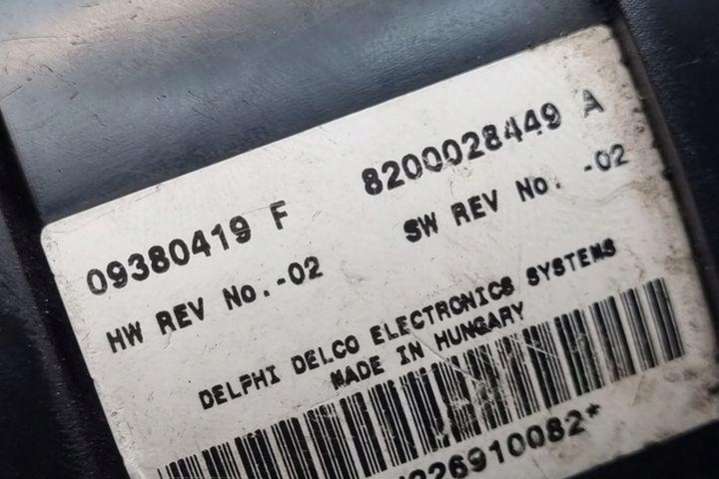 09380419 F 8200028449 A
HW REV No.-02 SW REV No. -02
DELPHI DELCO ELECTRONICS SYSTEMS
MADE IN HUNGARY
026910082*